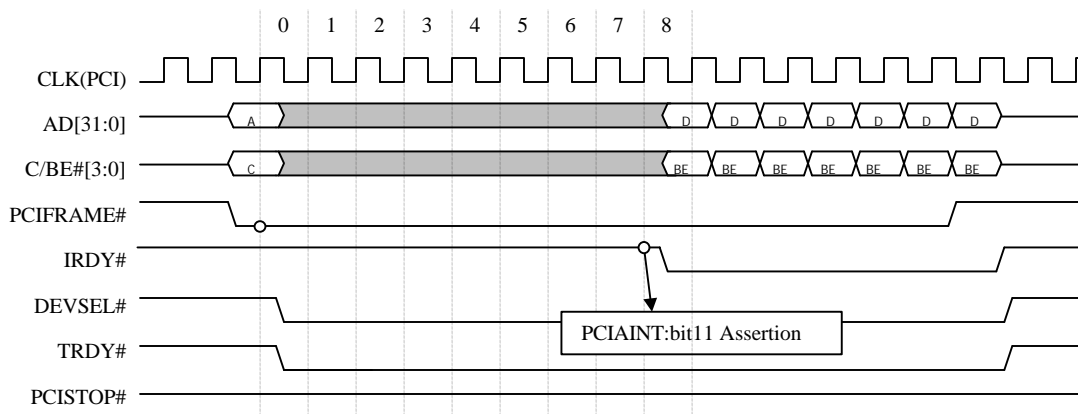 0 1 2 3 4 5 6 7 8
CLK(PCI)
AD[31:0] A D D D D D D D
C/BE#[3:0] C BE BE BE BE BE BE BE
PCIFRAME#
IRDY#
DEVSEL#
PCIAINT:bit11 Assertion
TRDY#
PCISTOP#